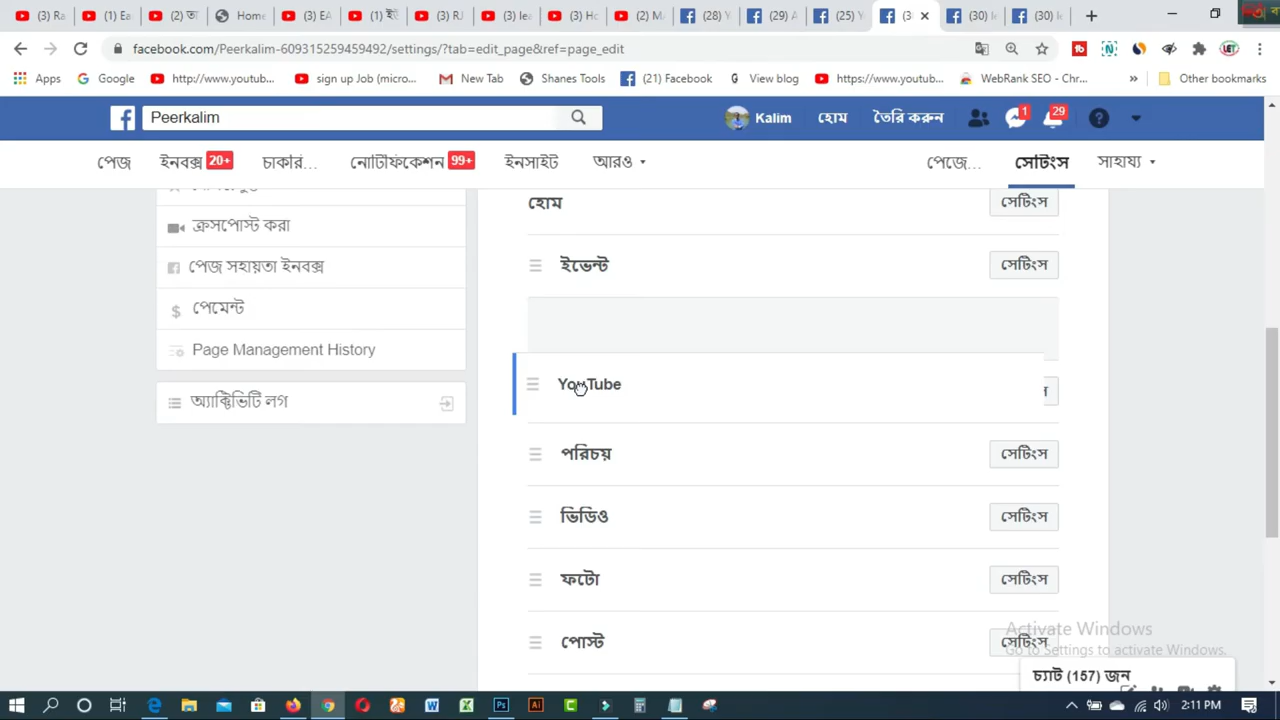 (3) Ra
(1) Ea
(2) তা
Home
(3) EA
(1) ই
(3) RA
(3) lea
Ho
(2)
(28) Y
(29) A
(25) Y
(3
(30)
(30)
facebook.com/Peerkalim-609315259459492/settings/?tab=edit_page&ref=page_edit
Apps Google http://www.youtub... sign up Job (micro... New Tab Shanes Tools (21) Facebook View blog https://www.youtub... WebRank SEO - Chr... » Other bookmarks
Peerkalim
Kalim হোম তৈরি করুন 1 29
পেজ ইনবক্স 20+ চাকরি... নোটিফিকেশন 99+ ইনসাইট আরও পেজে... সেটিংস সাহায্য
ক্রসপোস্ট করা
পেজ সহায়তা ইনবক্স
পেমেন্ট
Page Management History
অ্যাক্টিভিটি লগ
হোম সেটিংস
ইভেন্ট সেটিংস
YouTube
পরিচয় সেটিংস
ভিডিও সেটিংস
ফটো সেটিংস
পোস্ট সেটিংস
Activate Windows
Go to Settings to activate Windows.
চ্যাট (157) জন
2:11 PM